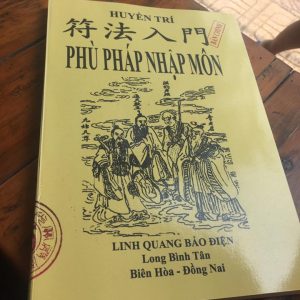 HUYỀN TRÍ
符法入門
PHÙ PHÁP NHẬP MÔN
LINH QUANG BẢO ĐIỆN
Long Bình Tân
Biên Hòa - Đồng Nai